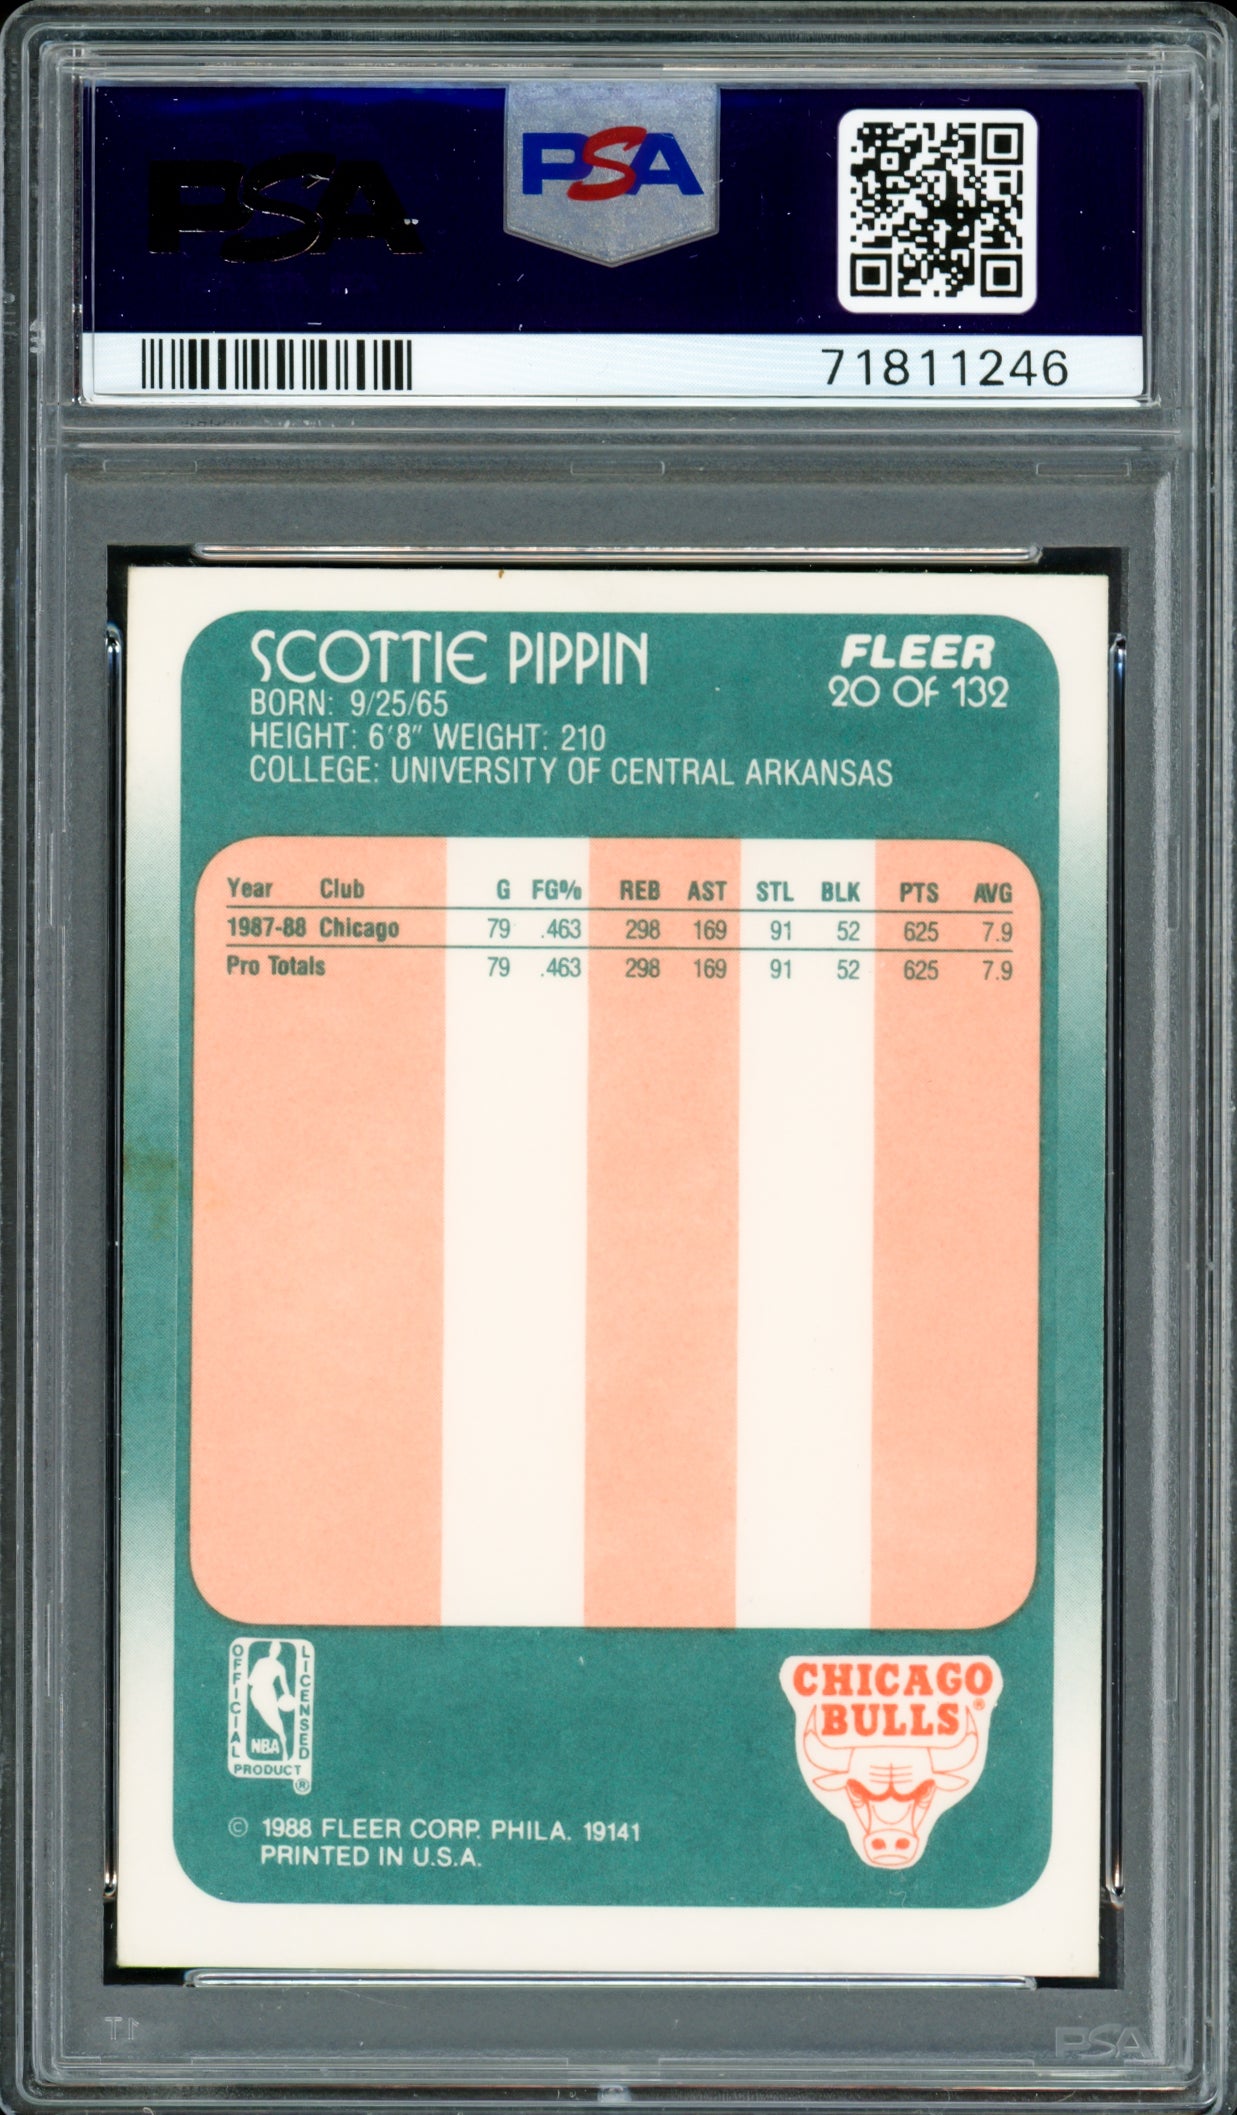 PSA
PSA
71811246
SCOTTIE PIPPIN
FLEER
20 OF 132
BORN: 9/25/65
HEIGHT: 6'8" WEIGHT: 210
COLLEGE: UNIVERSITY OF CENTRAL ARKANSAS
Year Club G FG% REB AST STL BLK PTS AVG
1987-88 Chicago 79 .463 298 169 91 52 625 7.9
Pro Totals 79 .463 298 169 91 52 625 7.9
OFFICIAL
LICENSED
NBA
PRODUCT
®
CHICAGO
BULLS®
© 1988 FLEER CORP. PHILA. 19141
PRINTED IN U.S.A.
PSA